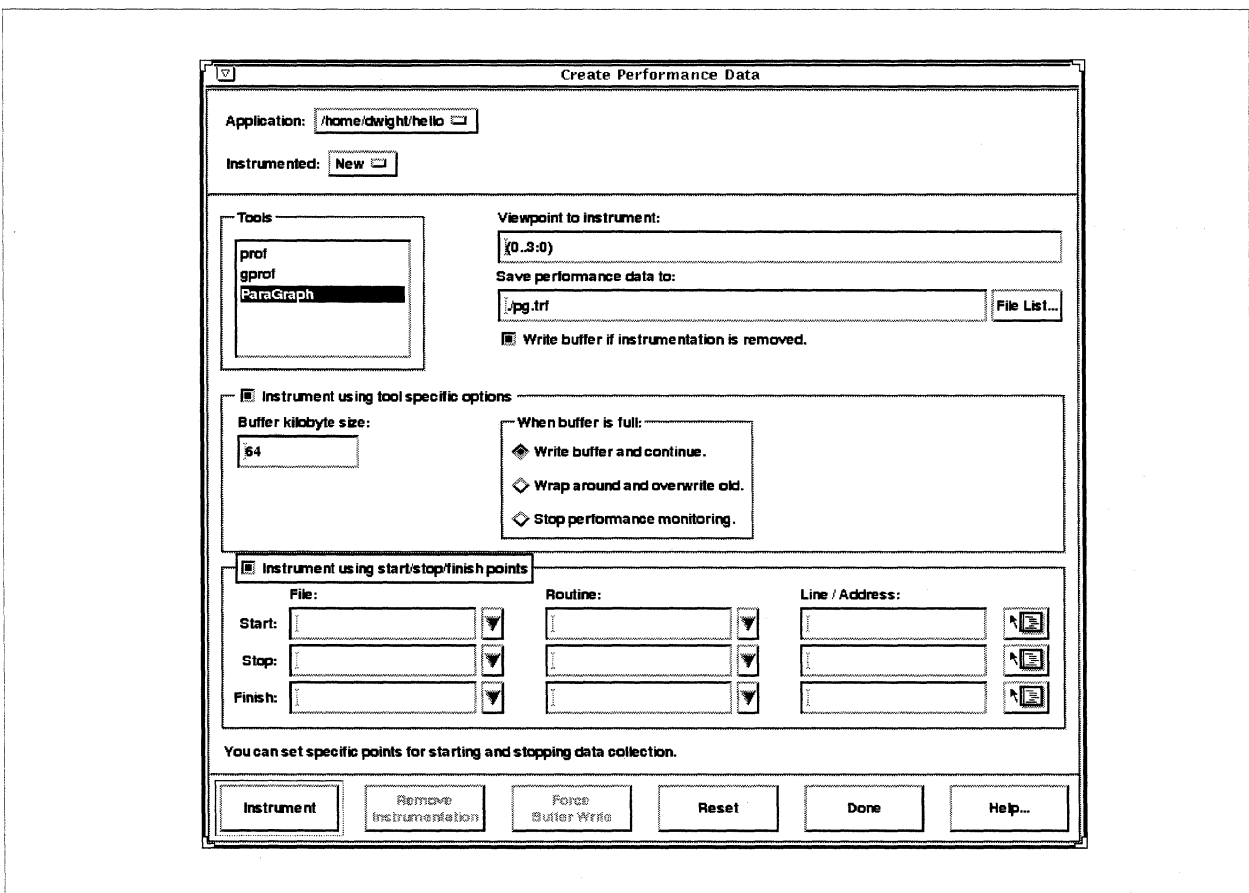 Create Performance Data
Application: /home/dwight/hello
Instrumented: New
Tools
prof
gprof
ParaGraph
Viewpoint to instrument:
(0..3:0)
Save performance data to:
./pg.trf
File List...
Write buffer if instrumentation is removed.
Instrument using tool specific options
Buffer kilobyte size:
64
When buffer is full:
Write buffer and continue.
Wrap around and overwrite old.
Stop performance monitoring.
Instrument using start/stop/finish points
File: Routine: Line / Address:
Start:
Stop:
Finish:
You can set specific points for starting and stopping data collection.
Instrument
Remove Instrumentation
Force Buffer Write
Reset
Done
Help...